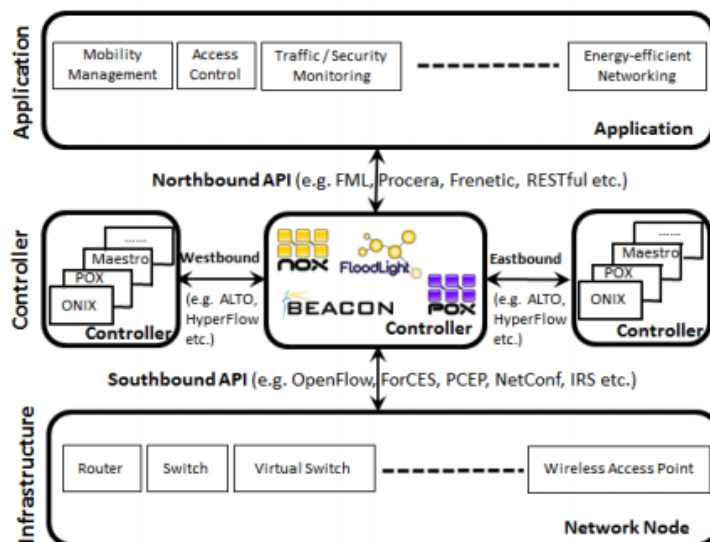 Application
Mobility
Management
Access
Control
Traffic / Security
Monitoring
Energy-efficient
Networking
Application
Northbound API (e.g. FML, Procera, Frenetic, RESTful etc.)
Controller
.......
Maestro
POX
ONIX
Controller
Westbound
(e.g. ALTO,
HyperFlow
etc.)
nox
FloodLight
BEACON
POX
Controller
Eastbound
(e.g. ALTO,
HyperFlow
etc.)
.......
Maestro
POX
ONIX
Controller
Southbound API (e.g. OpenFlow, ForCES, PCEP, NetConf, IRS etc.)
Infrastructure
Router
Switch
Virtual Switch
Wireless Access Point
Network Node